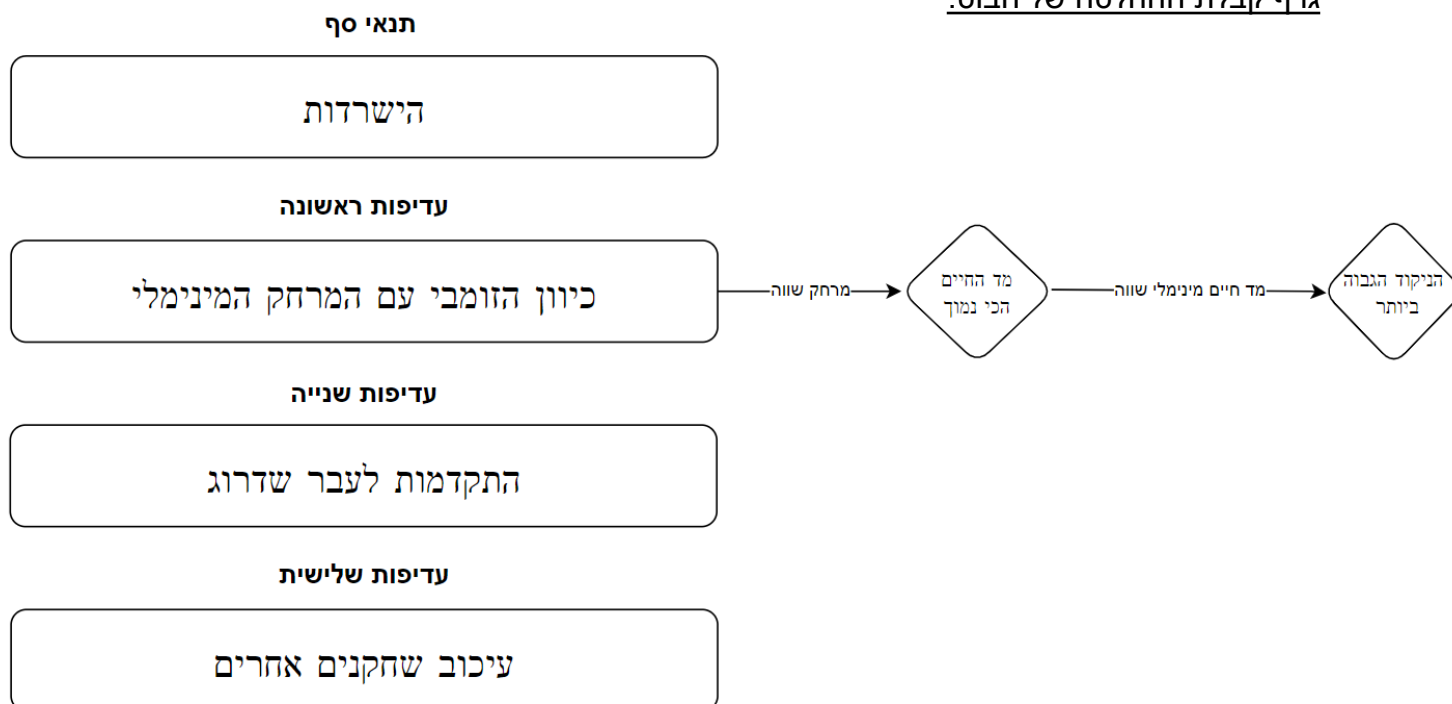 תנאי סף
הישרדות
עדיפות ראשונה
כיוון הזומבי עם המרחק המינימלי
מרחק שווה
מד החיים
הכי נמוך
מד חיים מינימלי שווה
הניקוד הגבוה
ביותר
עדיפות שנייה
התקדמות לעבר שדרוג
עדיפות שלישית
עיכוב שחקנים אחרים